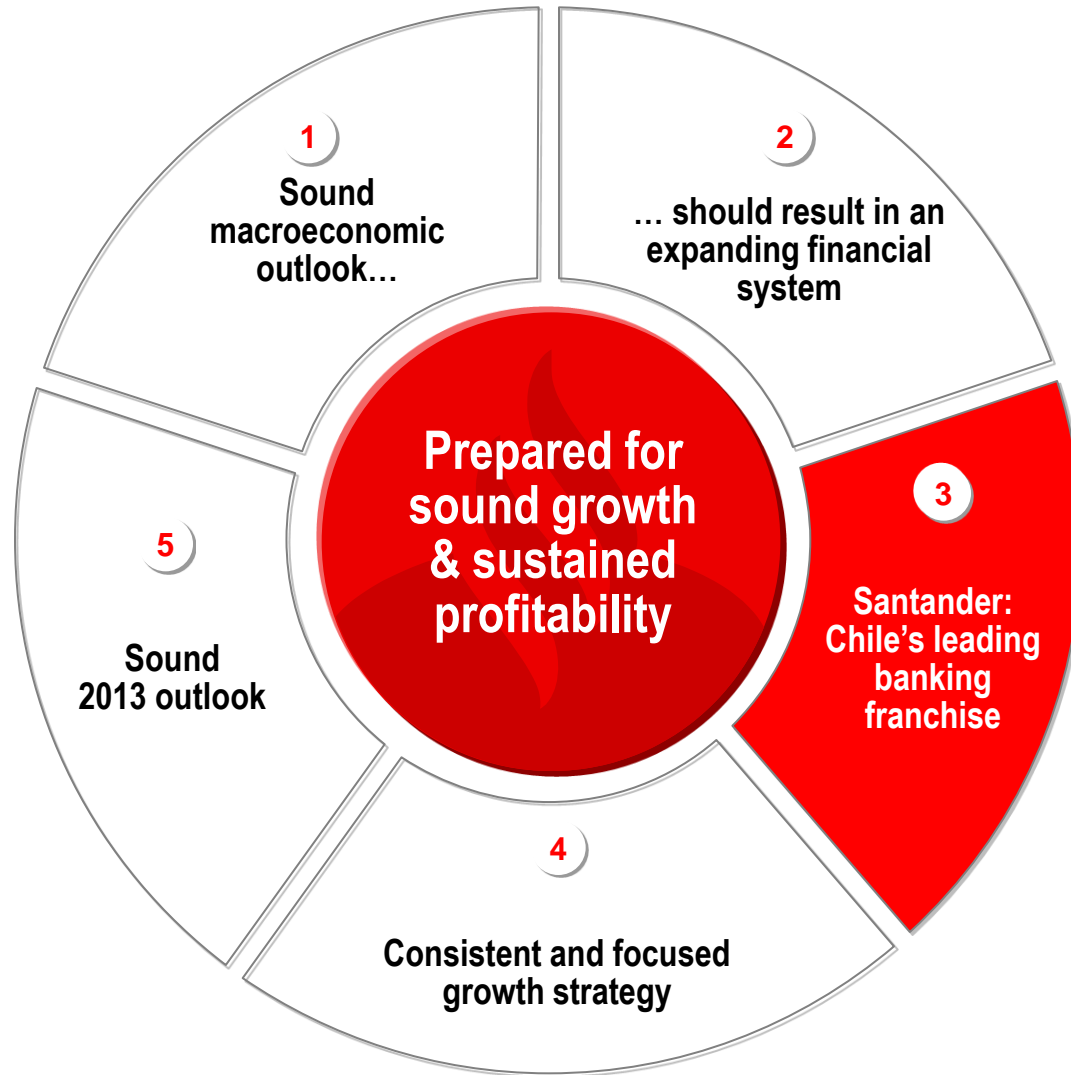 1
Sound
macroeconomic
outlook…
2
… should result in an
expanding financial
system
3
Santander:
Chile’s leading
banking
franchise
4
Consistent and focused
growth strategy
5
Sound
2013 outlook
Prepared for
sound growth
& sustained
profitability